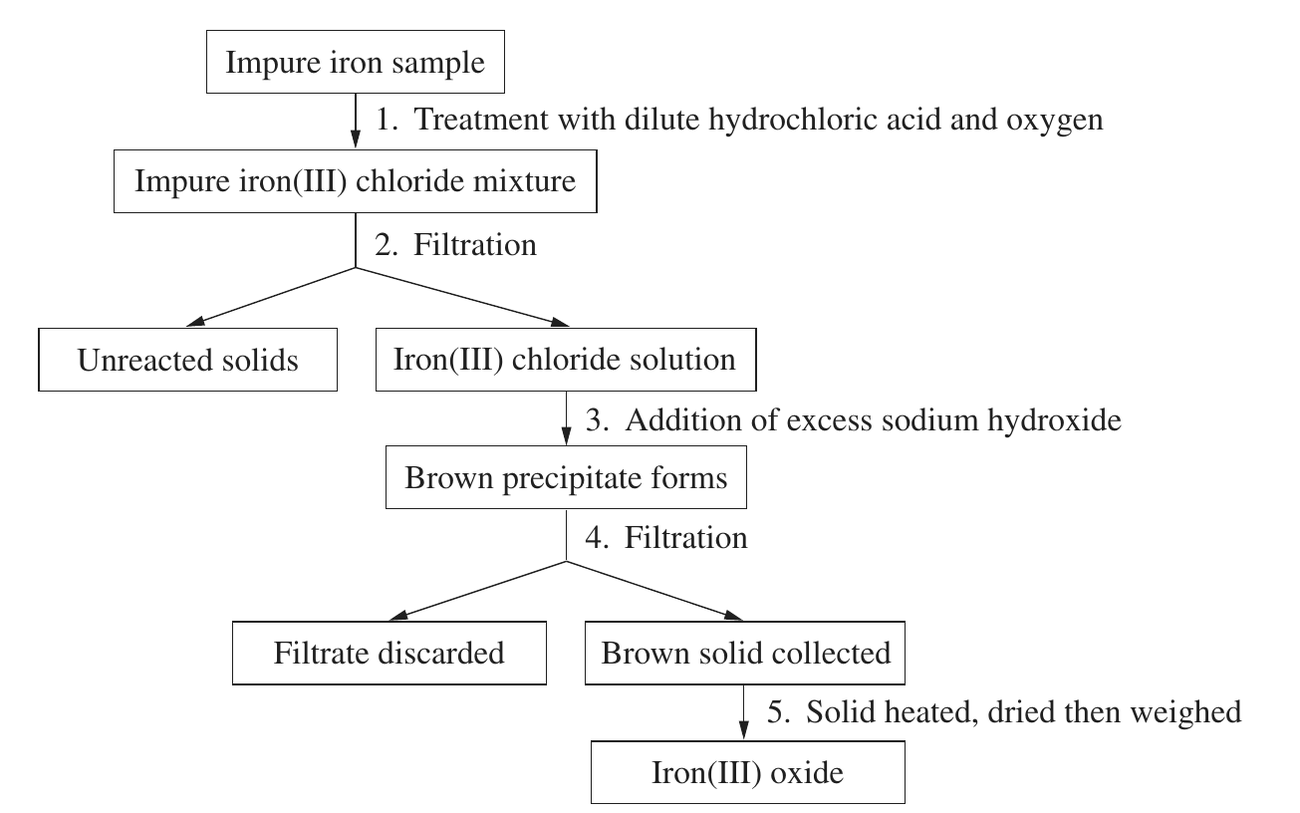 Impure iron sample
1. Treatment with dilute hydrochloric acid and oxygen
Impure iron(III) chloride mixture
2. Filtration
Unreacted solids
Iron(III) chloride solution
3. Addition of excess sodium hydroxide
Brown precipitate forms
4. Filtration
Filtrate discarded
Brown solid collected
5. Solid heated, dried then weighed
Iron(III) oxide